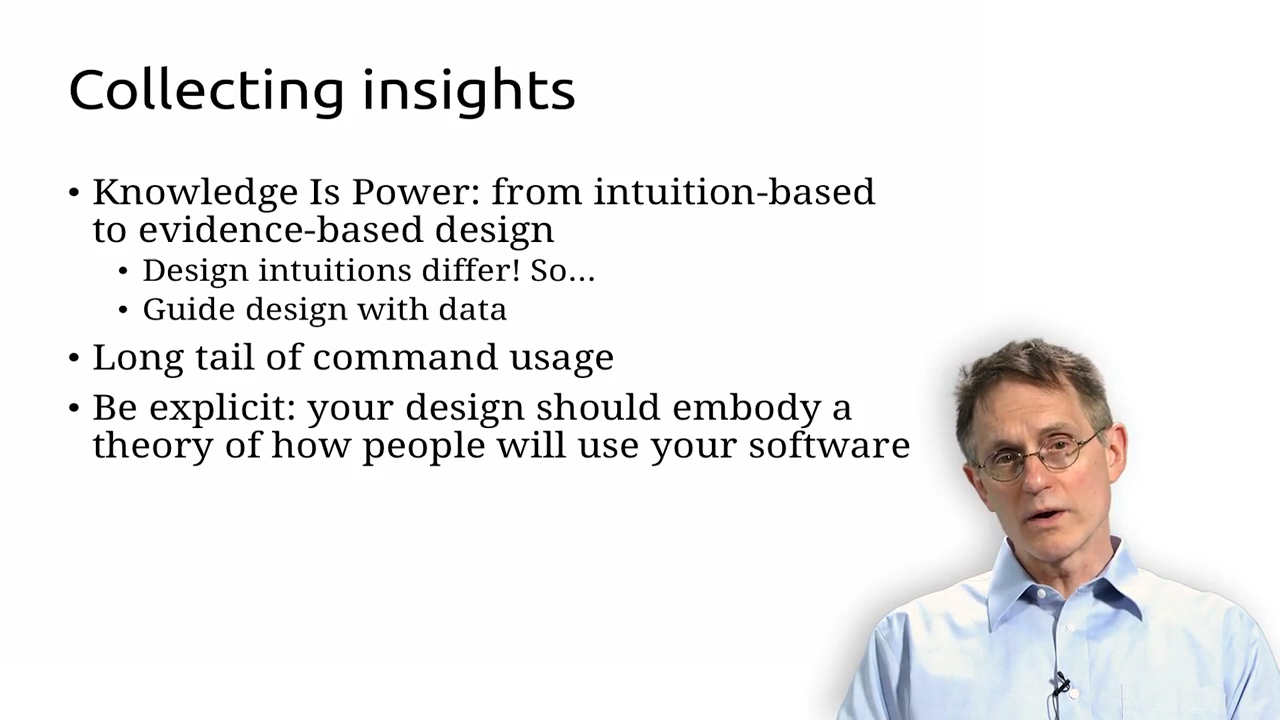 Collecting insights
• Knowledge Is Power: from intuition-based
to evidence-based design
• Design intuitions differ! So...
• Guide design with data
• Long tail of command usage
• Be explicit: your design should embody a
theory of how people will use your software